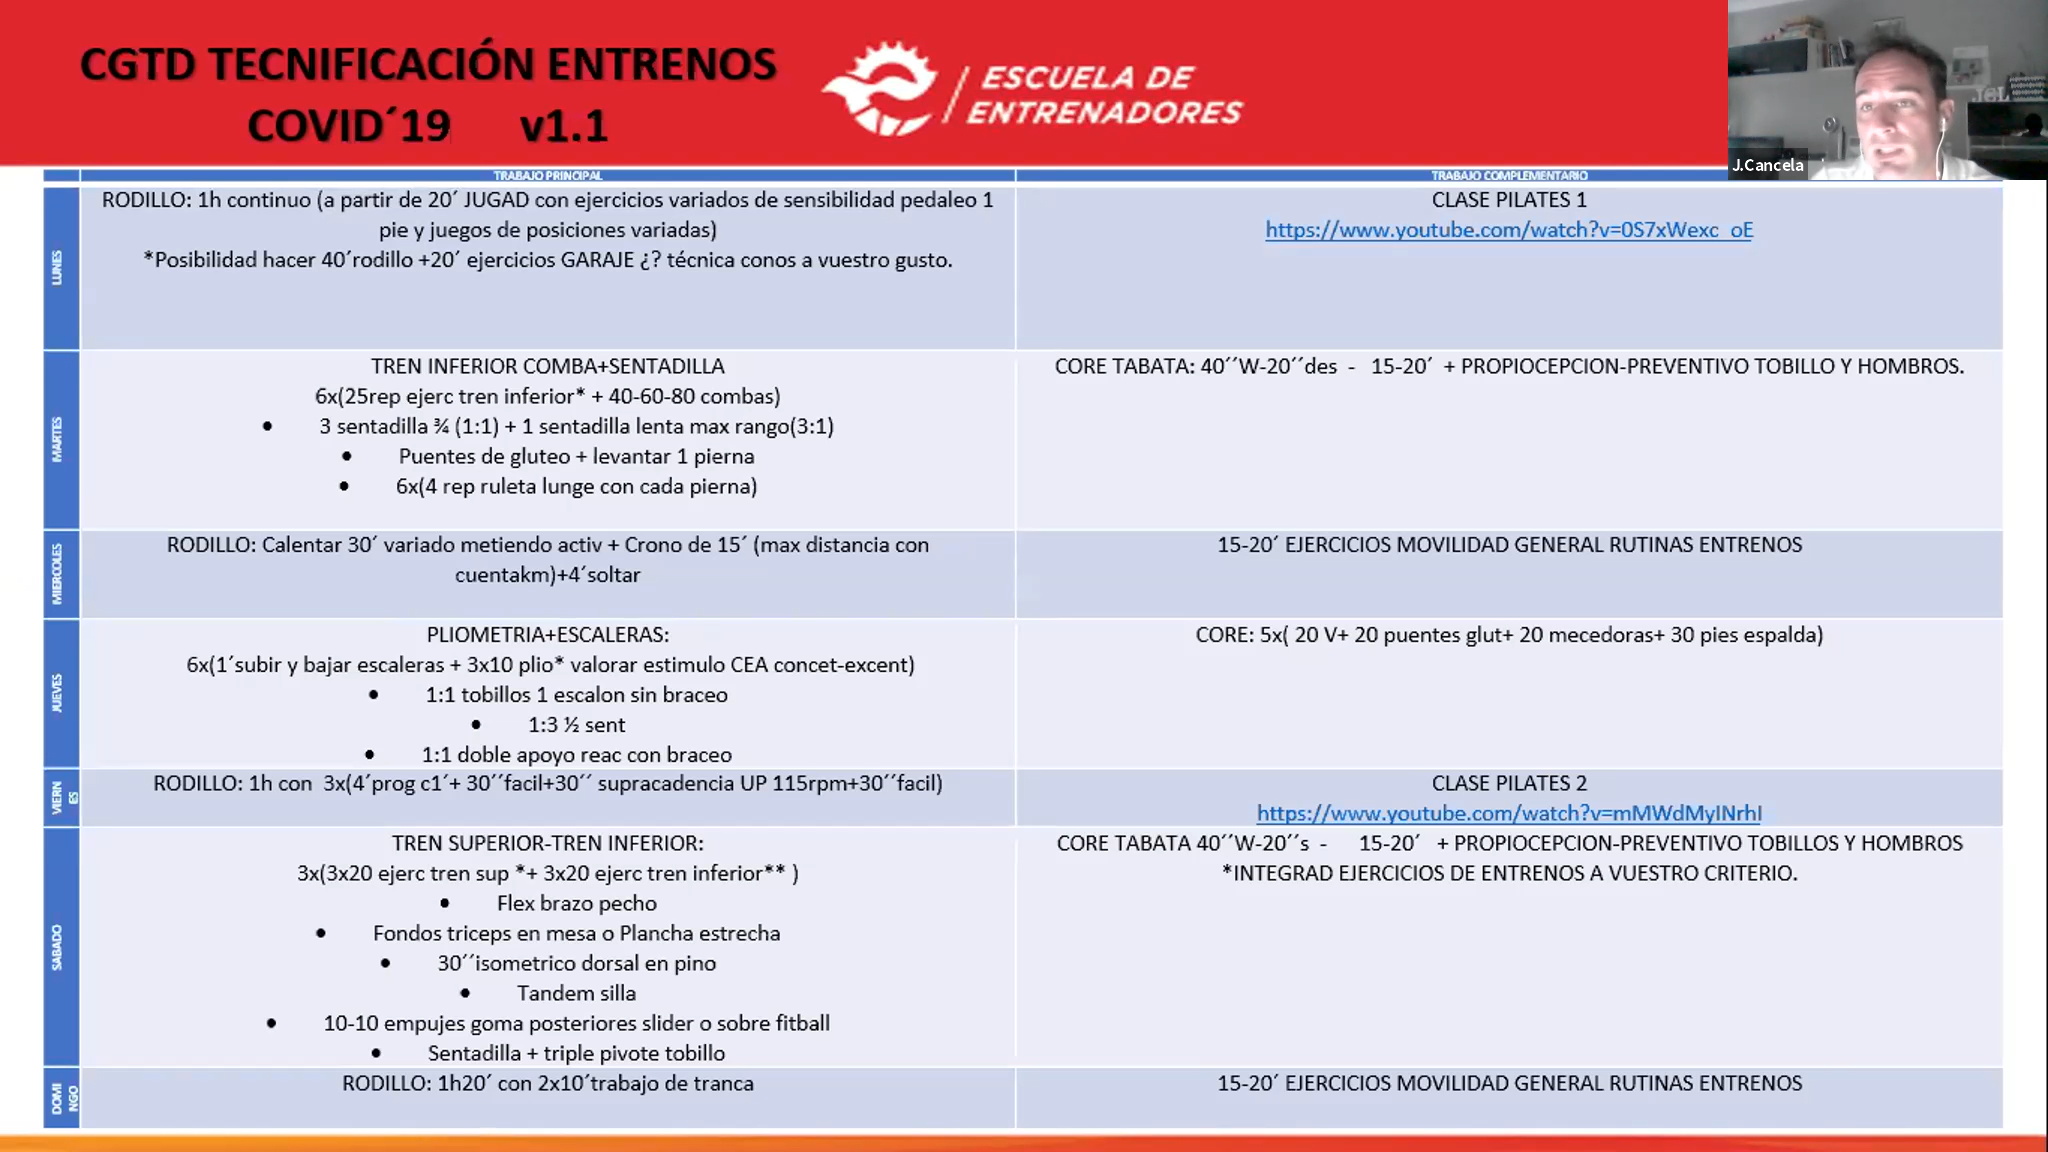 CGTD TECNIFICACIÓN ENTRENOS
COVID´19 v1.1
ESCUELA DE
ENTRENADORES
J.Cancela
TRABAJO PRINCIPAL
TRABAJO COMPLEMENTARIO
LUNES
RODILLO: 1h continuo (a partir de 20´ JUGAD con ejercicios variados de sensibilidad pedaleo 1
pie y juegos de posiciones variadas)
*Posibilidad hacer 40´rodillo +20´ ejercicios GARAJE ¿? técnica conos a vuestro gusto.
CLASE PILATES 1
https://www.youtube.com/watch?v=0S7xWexc_oE
MARTES
TREN INFERIOR COMBA+SENTADILLA
6x(25rep ejerc tren inferior* + 40-60-80 combas)
• 3 sentadilla ¾ (1:1) + 1 sentadilla lenta max rango(3:1)
• Puentes de gluteo + levantar 1 pierna
• 6x(4 rep ruleta lunge con cada pierna)
CORE TABATA: 40´´W-20´´des - 15-20´ + PROPIOCEPCION-PREVENTIVO TOBILLO Y HOMBROS.
MIERCOLES
RODILLO: Calentar 30´ variado metiendo activ + Crono de 15´ (max distancia con
cuentakm)+4´soltar
15-20´ EJERCICIOS MOVILIDAD GENERAL RUTINAS ENTRENOS
JUEVES
PLIOMETRIA+ESCALERAS:
6x(1´subir y bajar escaleras + 3x10 plio* valorar estimulo CEA concet-excent)
• 1:1 tobillos 1 escalon sin braceo
• 1:3 ½ sent
• 1:1 doble apoyo reac con braceo
CORE: 5x( 20 V+ 20 puentes glut+ 20 mecedoras+ 30 pies espalda)
VIERN
ES
RODILLO: 1h con 3x(4´prog c1´+ 30´´facil+30´´ supracadencia UP 115rpm+30´´facil)
CLASE PILATES 2
https://www.youtube.com/watch?v=mMWdMyINrhI
SABADO
TREN SUPERIOR-TREN INFERIOR:
3x(3x20 ejerc tren sup *+ 3x20 ejerc tren inferior** )
• Flex brazo pecho
• Fondos triceps en mesa o Plancha estrecha
• 30´´isometrico dorsal en pino
• Tandem silla
• 10-10 empujes goma posteriores slider o sobre fitball
• Sentadilla + triple pivote tobillo
CORE TABATA 40´´W-20´´s - 15-20´ + PROPIOCEPCION-PREVENTIVO TOBILLOS Y HOMBROS
*INTEGRAD EJERCICIOS DE ENTRENOS A VUESTRO CRITERIO.
DOMI
NGO
RODILLO: 1h20´ con 2x10´trabajo de tranca
15-20´ EJERCICIOS MOVILIDAD GENERAL RUTINAS ENTRENOS